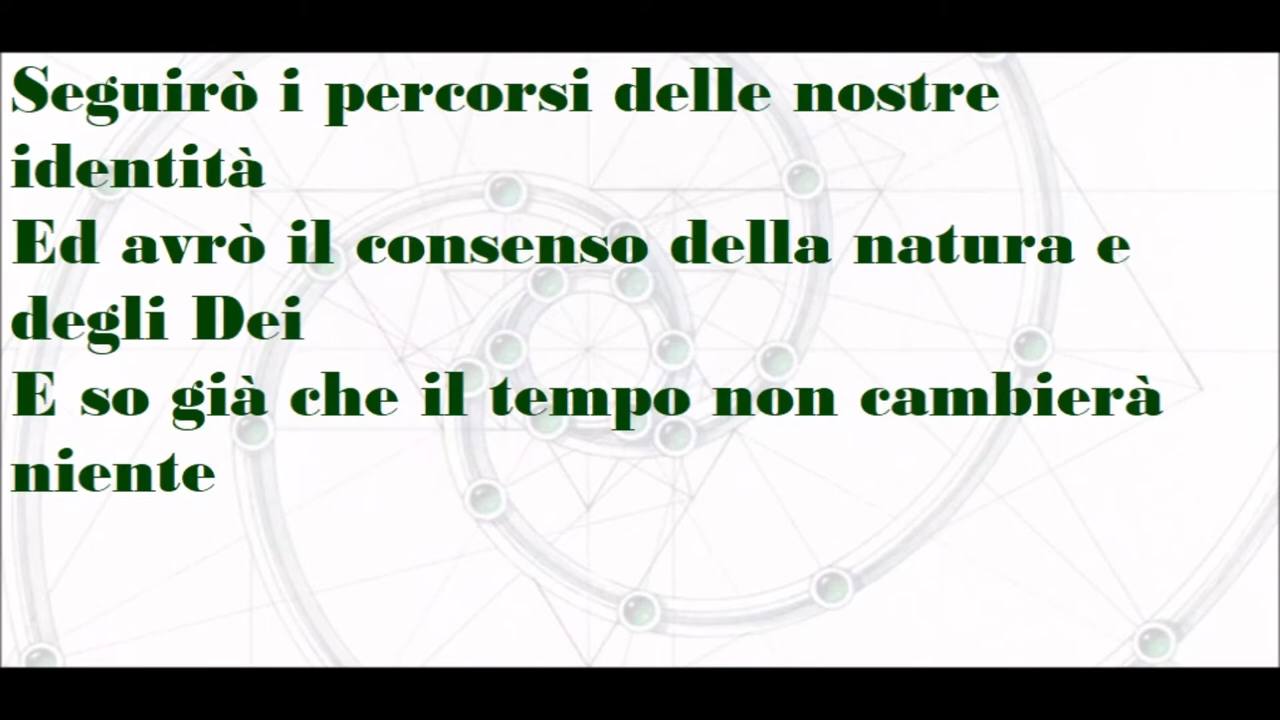 Seguirò i percorsi delle nostre
identità
Ed avrò il consenso della natura e
degli Dei
E so già che il tempo non cambierà
niente